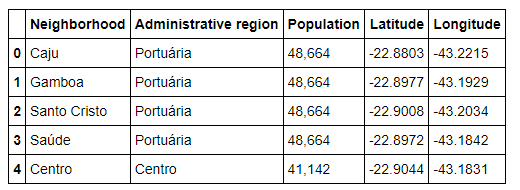 Neighborhood Administrative region Population Latitude Longitude
0 Caju Portuária 48,664 -22.8803 -43.2215
1 Gamboa Portuária 48,664 -22.8977 -43.1929
2 Santo Cristo Portuária 48,664 -22.9008 -43.2034
3 Saúde Portuária 48,664 -22.8972 -43.1842
4 Centro Centro 41,142 -22.9044 -43.1831